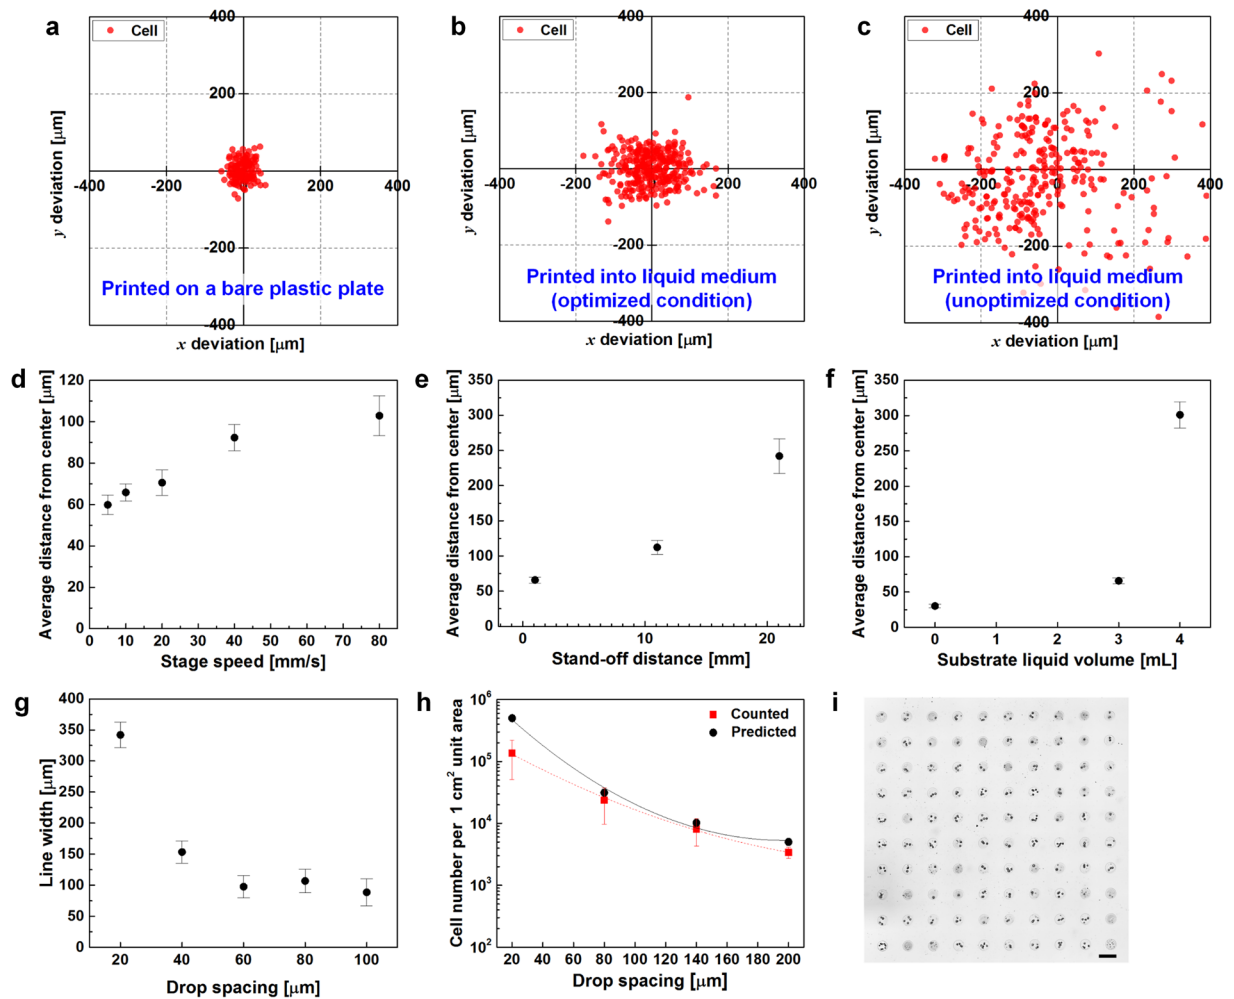 a
Cell
400
200
-400
-200
200
400
-200
-400
y deviation [μm]
x deviation [μm]
Printed on a bare plastic plate
b
Cell
400
200
-400
-200
200
400
-200
-400
y deviation [μm]
x deviation [μm]
Printed into liquid medium
(optimized condition)
c
Cell
400
200
-400
-200
0
200
400
-200
-400
y deviation [μm]
x deviation [μm]
Printed into liquid medium
(unoptimized condition)
d
Average distance from center [μm]
120
100
80
60
40
20
0
0 10 20 30 40 50 60 70 80
Stage speed [mm/s]
e
Average distance from center [μm]
350
300
250
200
150
100
50
0
0 10 20
Stand-off distance [mm]
f
Average distance from center [μm]
350
300
250
200
150
100
50
0
0 1 2 3 4
Substrate liquid volume [mL]
g
Line width [μm]
400
350
300
250
200
150
100
50
0
20 40 60 80 100
Drop spacing [μm]
h
Cell number per 1 cm² unit area
10⁶
10⁵
10⁴
10³
10²
Counted
Predicted
20 40 60 80 100 120 140 160 180 200
Drop spacing [μm]
i